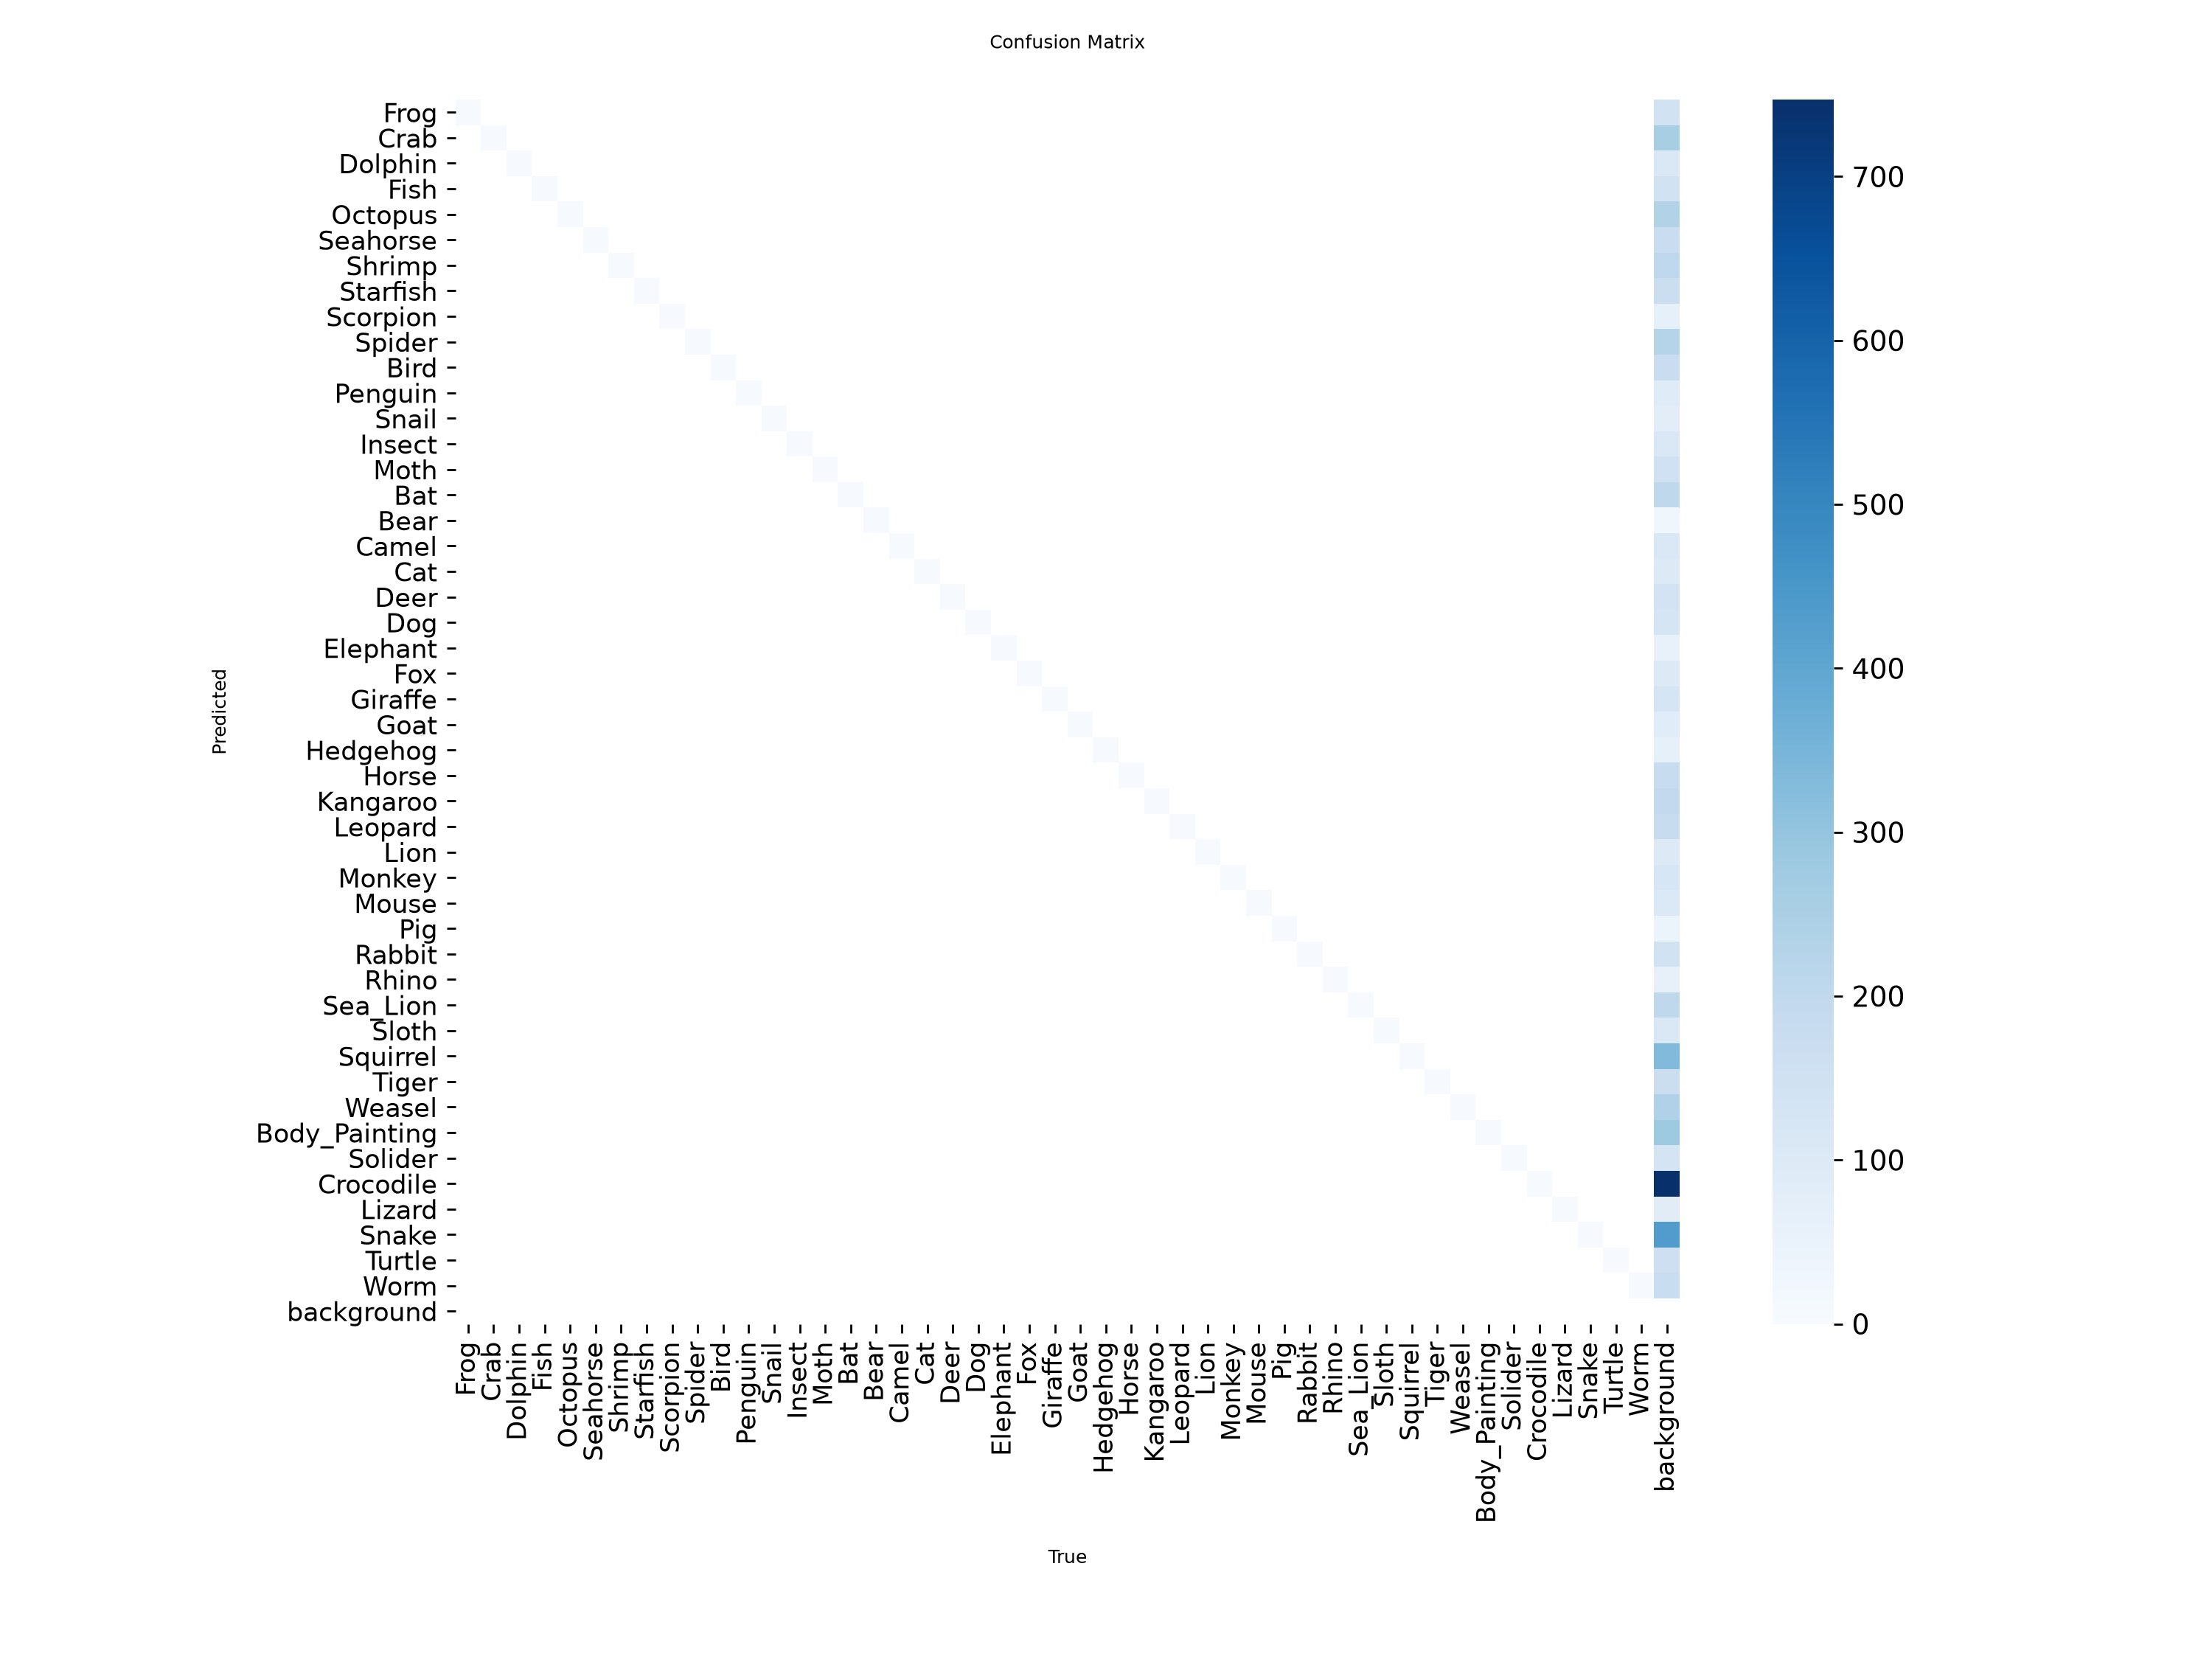 Confusion Matrix
Frog
Crab
Dolphin
Fish
Octopus
Seahorse
Shrimp
Starfish
Scorpion
Spider
Bird
Penguin
Snail
Insect
Moth
Bat
Bear
Camel
Cat
Deer
Dog
Elephant
Fox
Giraffe
Goat
Hedgehog
Horse
Kangaroo
Leopard
Lion
Monkey
Mouse
Pig
Rabbit
Rhino
Sea_Lion
Sloth
Squirrel
Tiger
Weasel
Body_Painting
Solider
Crocodile
Lizard
Snake
Turtle
Worm
background
Predicted
Frog
Crab
Dolphin
Fish
Octopus
Seahorse
Shrimp
Starfish
Scorpion
Spider
Bird
Penguin
Snail
Insect
Moth
Bat
Bear
Camel
Cat
Deer
Dog
Elephant
Fox
Giraffe
Goat
Hedgehog
Horse
Kangaroo
Leopard
Lion
Monkey
Mouse
Pig
Rabbit
Rhino
Sea_Lion
Sloth
Squirrel
Tiger
Weasel
Body_Painting
Solider
Crocodile
Lizard
Snake
Turtle
Worm
background
True
700
600
500
400
300
200
100
0